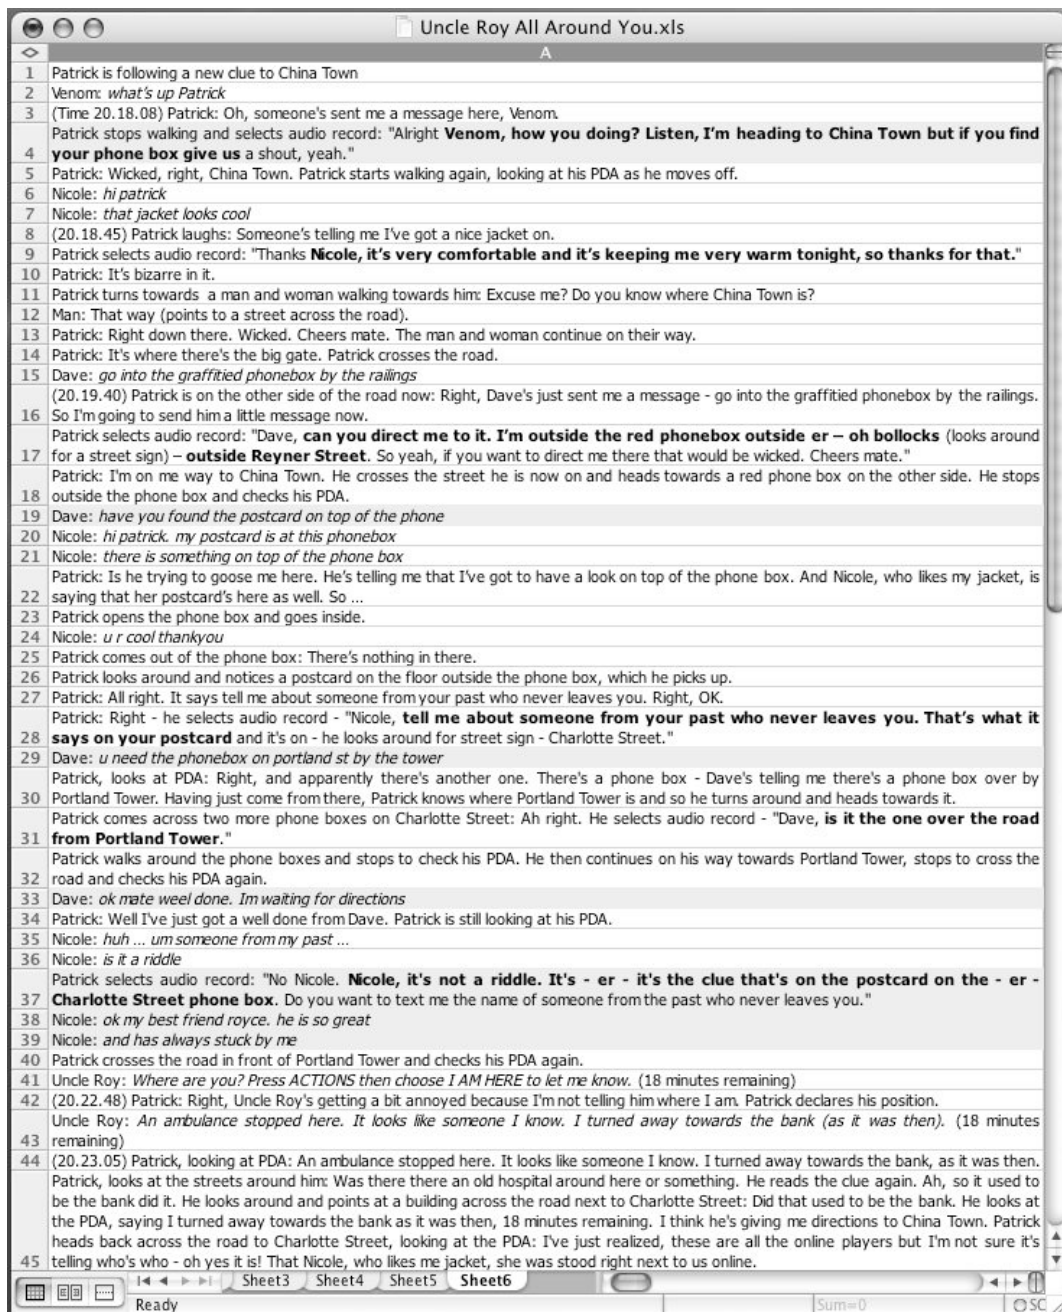 Uncle Roy All Around You.xls
A
1 Patrick is following a new clue to China Town
2 Venom: what's up Patrick
3 (Time 20.18.08) Patrick: Oh, someone's sent me a message here, Venom.
Patrick stops walking and selects audio record: "Alright Venom, how you doing? Listen, I'm heading to China Town but if you find
4 your phone box give us a shout, yeah."
5 Patrick: Wicked, right, China Town. Patrick starts walking again, looking at his PDA as he moves off.
6 Nicole: hi patrick
7 Nicole: that jacket looks cool
8 (20.18.45) Patrick laughs: Someone's telling me I've got a nice jacket on.
9 Patrick selects audio record: "Thanks Nicole, it's very comfortable and it's keeping me very warm tonight, so thanks for that."
10 Patrick: It's bizarre in it.
11 Patrick turns towards a man and woman walking towards him: Excuse me? Do you know where China Town is?
12 Man: That way (points to a street across the road).
13 Patrick: Right down there. Wicked. Cheers mate. The man and woman continue on their way.
14 Patrick: It's where there's the big gate. Patrick crosses the road.
15 Dave: go into the graffitied phonebox by the railings
(20.19.40) Patrick is on the other side of the road now: Right, Dave's just sent me a message - go into the graffitied phonebox by the railings.
16 So I'm going to send him a little message now.
Patrick selects audio record: "Dave, can you direct me to it. I'm outside the red phonebox outside er – oh bollocks (looks around
17 for a street sign) – outside Reyner Street. So yeah, if you want to direct me there that would be wicked. Cheers mate."
Patrick: I'm on me way to China Town. He crosses the street he is now on and heads towards a red phone box on the other side. He stops
18 outside the phone box and checks his PDA.
19 Dave: have you found the postcard on top of the phone
20 Nicole: hi patrick. my postcard is at this phonebox
21 Nicole: there is something on top of the phone box
Patrick: Is he trying to goose me here. He's telling me that I've got to have a look on top of the phone box. And Nicole, who likes my jacket, is
22 saying that her postcard's here as well. So ...
23 Patrick opens the phone box and goes inside.
24 Nicole: u r cool thankyou
25 Patrick comes out of the phone box: There's nothing in there.
26 Patrick looks around and notices a postcard on the floor outside the phone box, which he picks up.
27 Patrick: All right. It says tell me about someone from your past who never leaves you. Right, OK.
Patrick: Right - he selects audio record - "Nicole, tell me about someone from your past who never leaves you. That's what it
28 says on your postcard and it's on - he looks around for street sign - Charlotte Street."
29 Dave: u need the phonebox on portland st by the tower
Patrick, looks at PDA: Right, and apparently there's another one. There's a phone box - Dave's telling me there's a phone box over by
30 Portland Tower. Having just come from there, Patrick knows where Portland Tower is and so he turns around and heads towards it.
Patrick comes across two more phone boxes on Charlotte Street: Ah right. He selects audio record - "Dave, is it the one over the road
31 from Portland Tower."
Patrick walks around the phone boxes and stops to check his PDA. He then continues on his way towards Portland Tower, stops to cross the
32 road and checks his PDA again.
33 Dave: ok mate weel done. Im waiting for directions
34 Patrick: Well I've just got a well done from Dave. Patrick is still looking at his PDA.
35 Nicole: huh ... um someone from my past ...
36 Nicole: is it a riddle
Patrick selects audio record: "No Nicole. Nicole, it's not a riddle. It's - er - it's the clue that's on the postcard on the - er -
37 Charlotte Street phone box. Do you want to text me the name of someone from the past who never leaves you."
38 Nicole: ok my best friend royce. he is so great
39 Nicole: and has always stuck by me
40 Patrick crosses the road in front of Portland Tower and checks his PDA again.
41 Uncle Roy: Where are you? Press ACTIONS then choose I AM HERE to let me know. (18 minutes remaining)
42 (20.22.48) Patrick: Right, Uncle Roy's getting a bit annoyed because I'm not telling him where I am. Patrick declares his position.
Uncle Roy: An ambulance stopped here. It looks like someone I know. I turned away towards the bank (as it was then). (18 minutes
43 remaining)
44 (20.23.05) Patrick, looking at PDA: An ambulance stopped here. It looks like someone I know. I turned away towards the bank, as it was then.
Patrick, looks at the streets around him: Was there there an old hospital around here or something. He reads the clue again. Ah, so it used to
be the bank did it. He looks around and points at a building across the road next to Charlotte Street: Did that used to be the bank. He looks at
the PDA, saying I turned away towards the bank as it was then, 18 minutes remaining. I think he's giving me directions to China Town. Patrick
heads back across the road to Charlotte Street, looking at the PDA: I've just realized, these are all the online players but I'm not sure it's
45 telling who's who - oh yes it is! That Nicole, who likes me jacket, she was stood right next to us online.
Sheet3 Sheet4 Sheet5 Sheet6
Ready Sum=0 SC